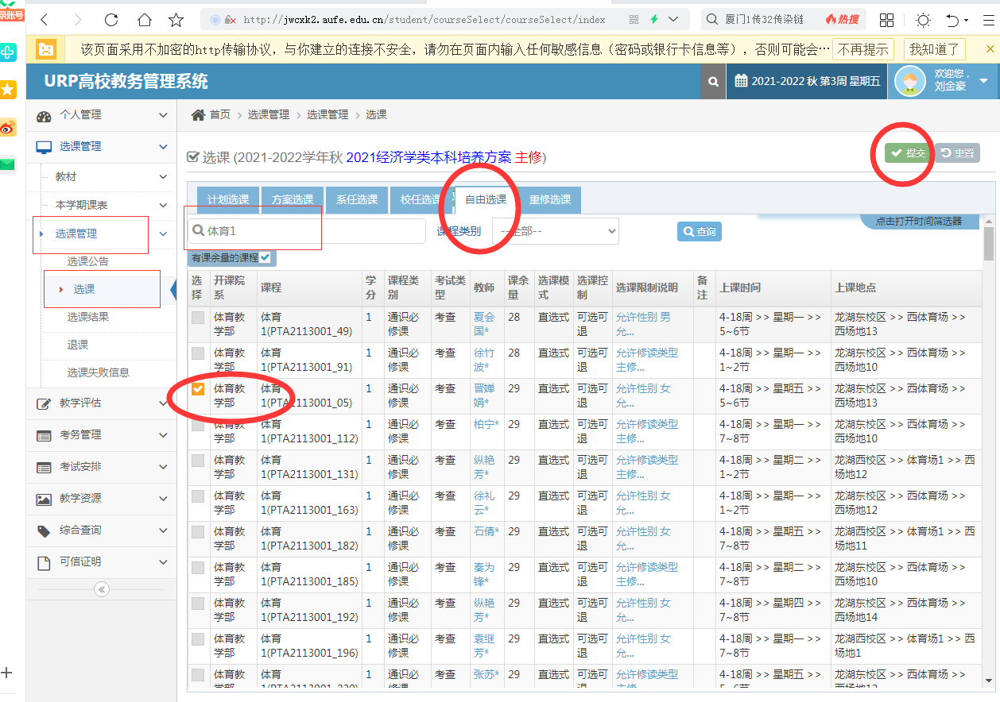 录账号
http://jwcxk2.aufe.edu.cn/student/courseSelect/courseSelect/index
厦门1传32传染链
热搜
该页面采用不加密的http传输协议，与你建立的连接不安全，请勿在页面内输入任何敏感信息（密码或银行卡信息等），否则可能会…
不再提示
我知道了
URP高校教务管理系统
2021-2022 秋 第3周 星期五
欢迎您，
刘金豪
个人管理
选课管理
教材
本学期课表
选课管理
选课公告
选课
选课结果
退课
选课失败信息
教学评估
考务管理
考试安排
教学资源
综合查询
可信证明
首页 > 选课管理 > 选课管理 > 选课
选课 (2021-2022学年秋 2021经济学类本科培养方案 主修)
提交
重置
计划选课
方案选课
系任选课
校任选课
自由选课
重修选课
体育1
课程类别
--全部--
查询
点击打开时间筛选器
有课余量的课程
选择 开课院系 课程 学分 课程类别 考试类型 教师 课余量 选课模式 选课控制 选课限制说明 备注 上课时间 上课地点
体育教学部 体育1(PTA2113001_49) 1 通识必修课 考查 夏会国* 28 直选式 可选可退 允许性别 男 允... 4-18周 >> 星期一 >> 5~6节 龙湖东校区 >> 西体育场 >> 西场地13
体育教学部 体育1(PTA2113001_91) 1 通识必修课 考查 徐竹波* 28 直选式 可选可退 允许修读类型 主修... 4-18周 >> 星期一 >> 1~2节 龙湖东校区 >> 西体育场 >> 西场地10
体育教学部 体育1(PTA2113001_05) 1 通识必修课 考查 晋婵娟* 29 直选式 可选可退 允许性别 女 允... 4-18周 >> 星期五 >> 5~6节 龙湖东校区 >> 西体育场 >> 西场地13
体育教学部 体育1(PTA2113001_112) 1 通识必修课 考查 柏宁* 29 直选式 可选可退 允许修读类型 主修... 4-18周 >> 星期一 >> 7~8节 龙湖东校区 >> 西体育场 >> 西场地10
体育教学部 体育1(PTA2113001_131) 1 通识必修课 考查 纵艳芳* 29 直选式 可选可退 允许修读类型 主修... 4-18周 >> 星期二 >> 1~2节 龙湖西校区 >> 体育场1 >> 西场地12
体育教学部 体育1(PTA2113001_163) 1 通识必修课 考查 徐礼云* 29 直选式 可选可退 允许性别 女 允... 4-18周 >> 星期一 >> 1~2节 龙湖东校区 >> 西体育场 >> 西场地12
体育教学部 体育1(PTA2113001_182) 1 通识必修课 考查 石倩* 29 直选式 可选可退 允许性别 女 允... 4-18周 >> 星期五 >> 7~8节 龙湖西校区 >> 体育场1 >> 西场地11
体育教学部 体育1(PTA2113001_185) 1 通识必修课 考查 秦为锋* 29 直选式 可选可退 允许修读类型 主修... 4-18周 >> 星期二 >> 7~8节 龙湖东校区 >> 西体育场 >> 西场地10
体育教学部 体育1(PTA2113001_192) 1 通识必修课 考查 纵艳芳* 29 直选式 可选可退 允许性别 女 允... 4-18周 >> 星期四 >> 7~8节 龙湖东校区 >> 西体育场 >> 西场地14
体育教学部 体育1(PTA2113001_196) 1 通识必修课 考查 袁继芳* 29 直选式 可选可退 允许性别 女 允... 4-18周 >> 星期一 >> 7~8节 龙湖西校区 >> 体育场1 >> 西场地1
体育教 体育 1 通识必 考查 张苏* 29 直选式 可选可 允许修读类型 4-18周 >> 星期五 >> 龙湖东校区 >> 西体育场 >>